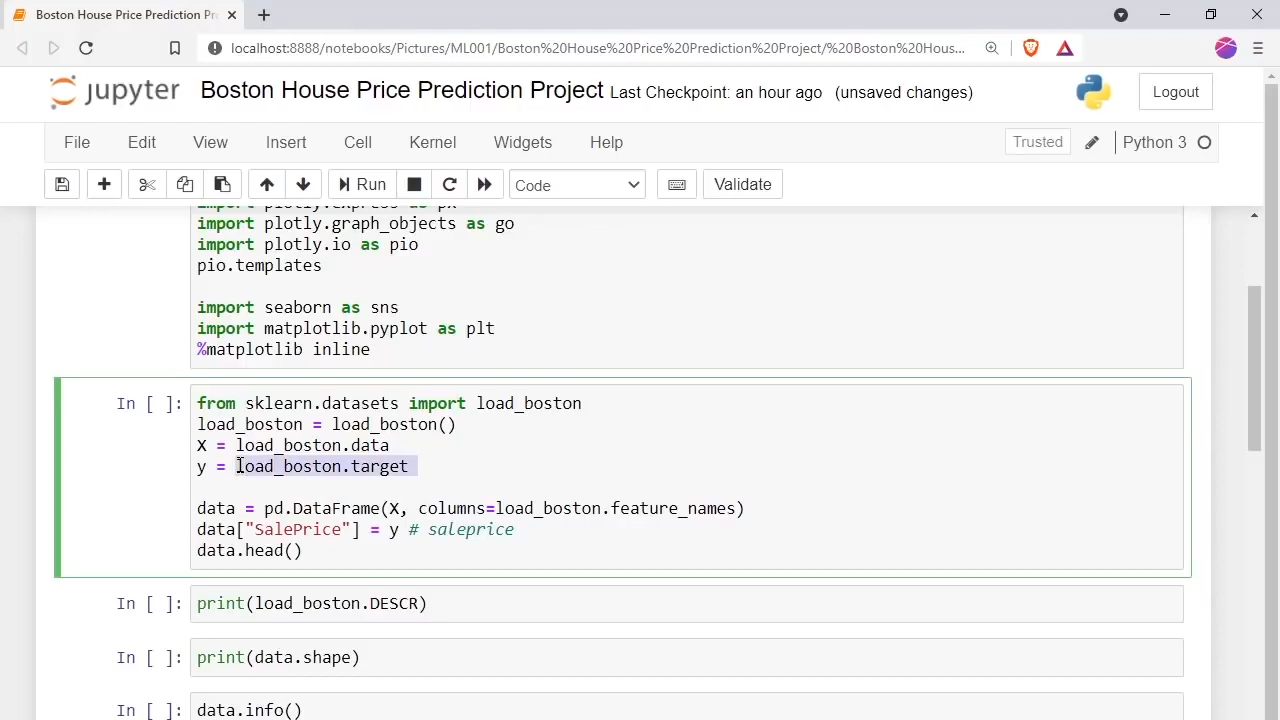 Boston House Price Prediction Pr
localhost:8888/notebooks/Pictures/ML001/Boston%20House%20Price%20Prediction%20Project/%20Boston%20Hous...
jupyter Boston House Price Prediction Project Last Checkpoint: an hour ago (unsaved changes)
Logout
File Edit View Insert Cell Kernel Widgets Help
Trusted Python 3
Run Code Validate
import plotly.express as px
import plotly.graph_objects as go
import plotly.io as pio
pio.templates
import seaborn as sns
import matplotlib.pyplot as plt
%matplotlib inline
In [ ]: from sklearn.datasets import load_boston
load_boston = load_boston()
X = load_boston.data
y = load_boston.target
data = pd.DataFrame(X, columns=load_boston.feature_names)
data["SalePrice"] = y # saleprice
data.head()
In [ ]: print(load_boston.DESCR)
In [ ]: print(data.shape)
In [ ]: data.info()